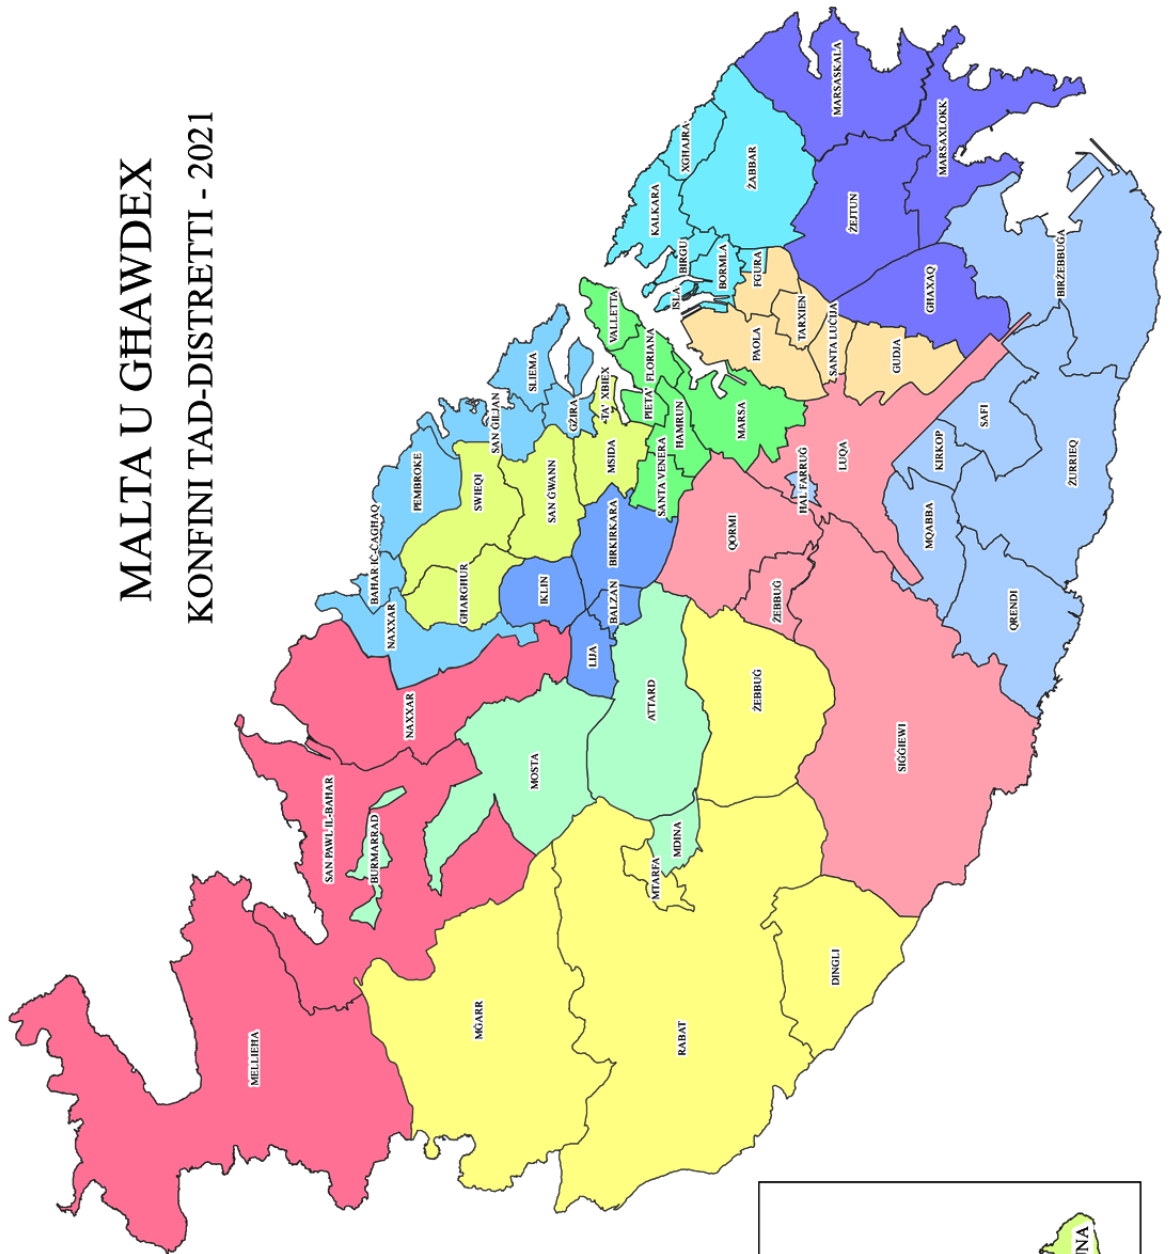 MALTA U GĦAWDEX
KONFINI TAD-DISTRETTI - 2021
MELLIEĦA
SAN PAWL IL-BAĦAR
BURMARRAD
NAXXAR
NAXXAR
BAĦAR IĊ-ĊAGĦAQ
PEMBROKE
SAN ĠILJAN
SLIEMA
GŻIRA
GĦARGĦUR
SWIEQI
SAN ĠWANN
MSIDA
TA' XBIEX
IKLIN
LIJA
BALZAN
BIRKIRKARA
MOSTA
ATTARD
MDINA
MTARFA
MĠARR
RABAT
DINGLI
ŻEBBUĠ
ŻEBBUĠ
QORMI
SIĠĠIEWI
LUQA
ĦAL FARRUĠ
SANTA VENERA
ĦAMRUN
PIETA'
FLORIANA
VALLETTA
MARSA
PAOLA
TARXIEN
SANTA LUĊIJA
GUDJA
FGURA
ISLA
BIRGU
BORMLA
KALKARA
XGĦAJRA
ŻABBAR
MARSASKALA
ŻEJTUN
MARSAXLOKK
GĦAXAQ
BIRŻEBBUĠA
SAFI
KIRKOP
MQABBA
ŻURRIEQ
QRENDI